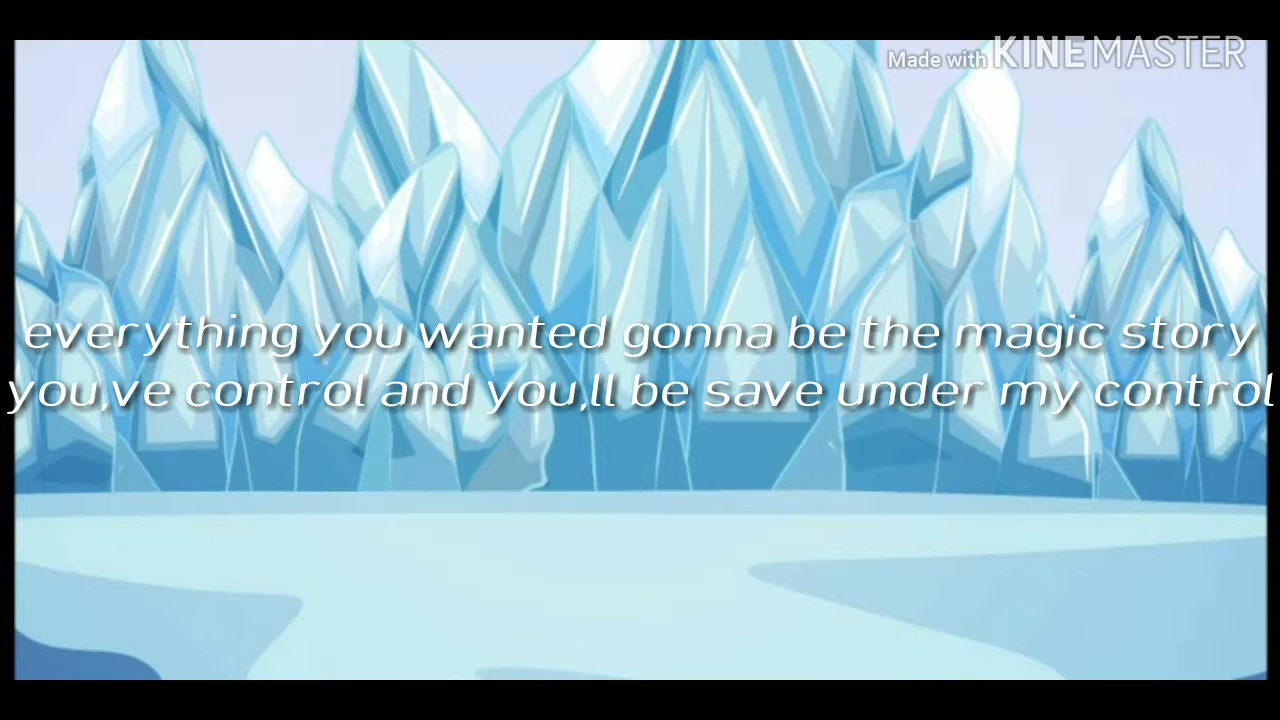 Made with KINEMASTER
everything you wanted gonna be the magic story
you,ve control and you,ll be save under my control